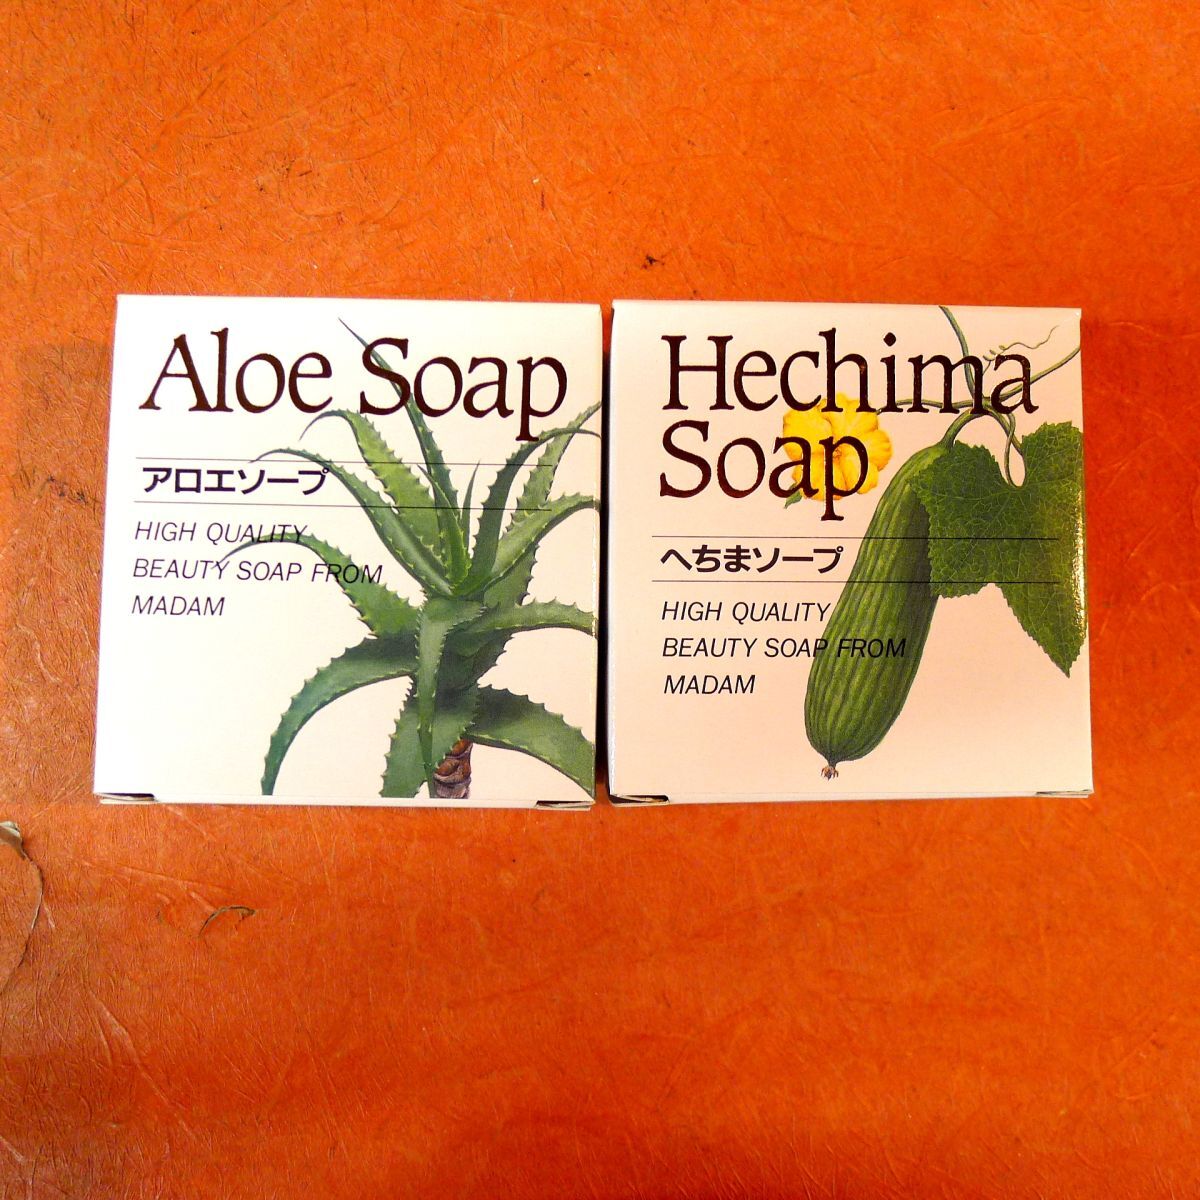 Aloe Soap
アロエソープ
HIGH QUALITY
BEAUTY SOAP FROM
MADAM
Hechima
Soap
へちまソープ
HIGH QUALITY
BEAUTY SOAP FROM
MADAM